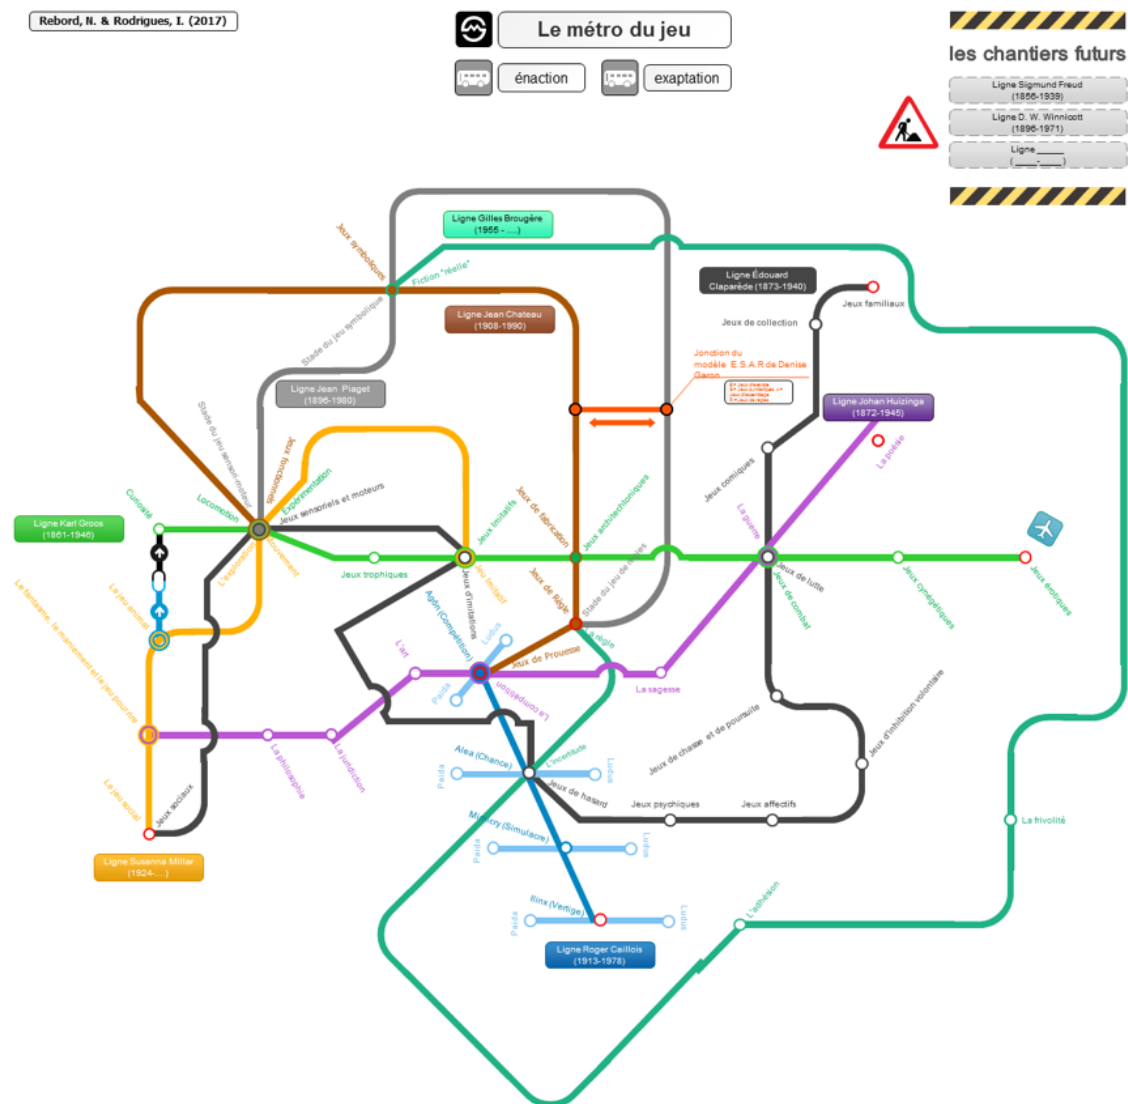 Rebord, N. & Rodrigues, I. (2017)
Le métro du jeu
énaction
exaptation
les chantiers futurs
Ligne Sigmund Freud
(1856-1939)
Ligne D. W. Winnicott
(1896-1971)
Ligne _____
( ____-____ )
Ligne Gilles Brougère
(1955 - ....)
Jeux symboliques
Fiction "réelle"
Ligne Édouard
Claparède (1873-1940)
Jeux familiaux
Stade du jeu symbolique
Ligne Jean Chateau
(1908-1990)
Jeux de collection
Jonction du
modèle E.S.A.R de Denise
Garon
Ligne Jean Piaget
(1896-1980)
Ligne Johan Huizinga
(1872-1945)
La poésie
Stade du jeu sensori-moteur
Jeux fonctionnels
Expérimentation
Jeux sensoriels et moteurs
Locomotion
Curiosité
Jeux comiques
Ligne Karl Groos
(1861-1946)
L'exploration
Mouvement
Jeux Imitatifs
Jeux de fabrication
Jeux architechtoniques
La guerre
Jeux de lutte
Jeux de combat
Jeux trophiques
Jeu Imitatif
Jeux d'imitations
Jeux cynégétiques
Jeux érotiques
Le jeu animal
Le fantasme, le maniement et le jeu pour rire
Jeux de Règle
Stade du jeu de règles
La règle
Agôn (Compétition)
Ludus
Paida
Jeux de Prouesse
La compétition
L'art
La sagesse
La philosophie
La juridiction
Jeux de chasse et de poursuite
Jeux d'inhibition volontaire
Alea (Chance)
L'incertitude
Paida
Ludus
Jeux de hasard
Jeux psychiques
Jeux affectifs
Le jeu social
Jeux sociaux
Mimicry (Simulacre)
Paida
Ludus
La frivolité
Ligne Susanna Millar
(1924-....)
Ilinx (Vertige)
Paida
Ludus
L'adhésion
Ligne Roger Caillois
(1913-1978)